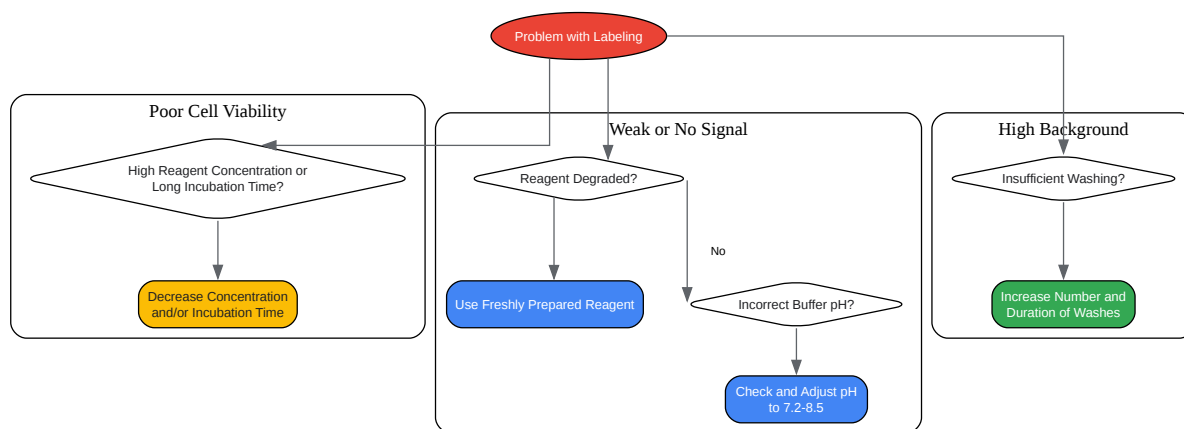 Problem with Labeling
Poor Cell Viability
High Reagent Concentration or
Long Incubation Time?
Decrease Concentration
and/or Incubation Time
Weak or No Signal
Reagent Degraded?
No
Use Freshly Prepared Reagent
Incorrect Buffer pH?
Check and Adjust pH
to 7.2-8.5
High Background
Insufficient Washing?
Increase Number and
Duration of Washes